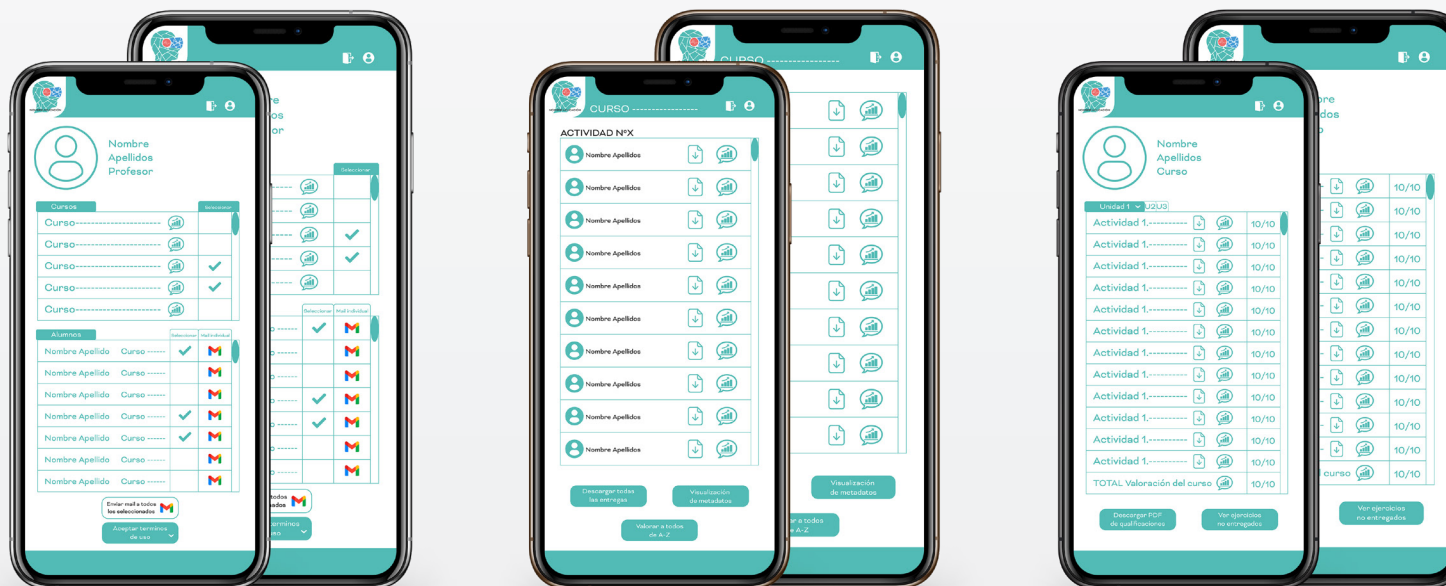 Nombre
Apellidos
Profesor
Cursos Seleccionar
Curso-----------------------
Curso-----------------------
Curso-----------------------
Curso-----------------------
Curso-----------------------
Alumnos Seleccionar Mail individual
Nombre Apellido Curso ------
Nombre Apellido Curso ------
Nombre Apellido Curso ------
Nombre Apellido Curso ------
Nombre Apellido Curso ------
Nombre Apellido Curso ------
Nombre Apellido Curso ------
Enviar mail a todos
los seleccionados
Aceptar terminos
de uso
Seleccionar
Seleccionar Mail individual
CURSO -----------------
ACTIVIDAD NºX
Nombre Apellidos
Nombre Apellidos
Nombre Apellidos
Nombre Apellidos
Nombre Apellidos
Nombre Apellidos
Nombre Apellidos
Nombre Apellidos
Nombre Apellidos
Nombre Apellidos
Descargar todas
las entregas
Visualización
de metadatos
Valorar a todos
de A-Z
CURSO -----------------
Visualización
de metadatos
Nombre
Apellidos
Curso
Unidad 1 U2U3
Actividad 1.---------- 10/10
Actividad 1.---------- 10/10
Actividad 1.---------- 10/10
Actividad 1.---------- 10/10
Actividad 1.---------- 10/10
Actividad 1.---------- 10/10
Actividad 1.---------- 10/10
Actividad 1.---------- 10/10
Actividad 1.---------- 10/10
Actividad 1.---------- 10/10
Actividad 1.---------- 10/10
Actividad 1.---------- 10/10
TOTAL Valoración del curso 10/10
Descargar PDF
de qualificaciones
Ver ejercicios
no entregados
10/10
10/10
10/10
10/10
10/10
10/10
10/10
10/10
10/10
10/10
10/10
10/10
curso 10/10
Ver ejercicios
no entregados